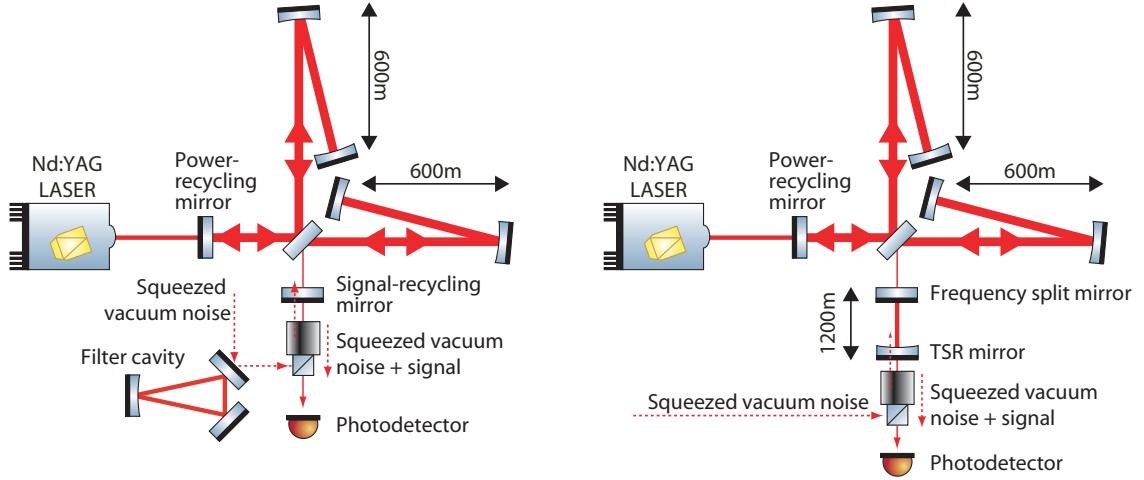 600m
Nd:YAG
LASER
Power-
recycling
mirror
600m
Squeezed
vacuum noise
Signal-recycling
mirror
Filter cavity
Squeezed vacuum
noise + signal
Photodetector
600m
Nd:YAG
LASER
Power-
recycling
mirror
600m
1200m
Frequency split mirror
TSR mirror
Squeezed vacuum noise
Squeezed vacuum
noise + signal
Photodetector